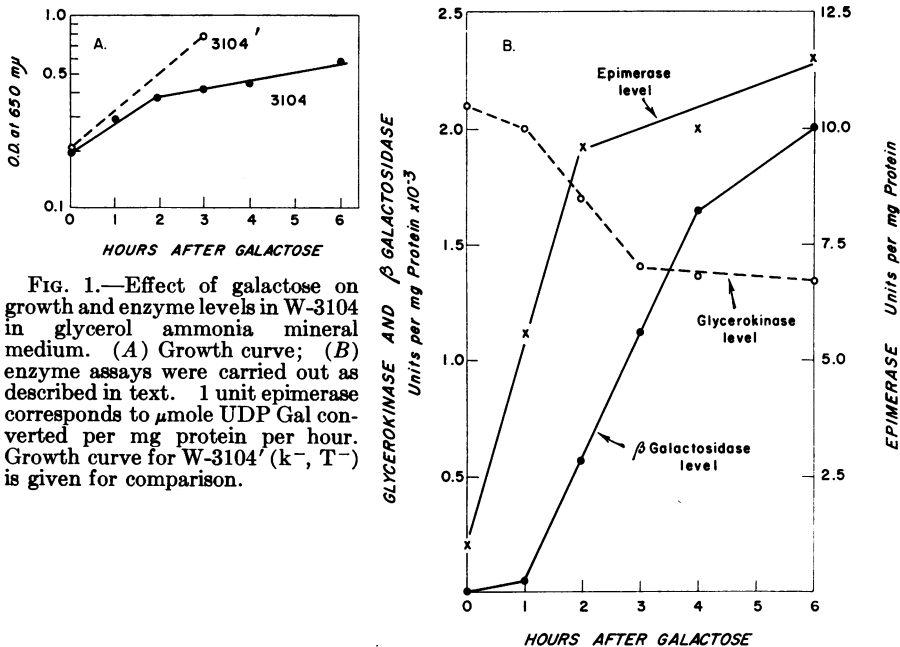 A.
3104′
3104
1.0
0.5
0.1
O.D. at 650 mμ
0 1 2 3 4 5 6
HOURS AFTER GALACTOSE
FIG. 1.—Effect of galactose on
growth and enzyme levels in W-3104
in glycerol ammonia mineral
medium. (A) Growth curve; (B)
enzyme assays were carried out as
described in text. 1 unit epimerase
corresponds to μmole UDP Gal con-
verted per mg protein per hour.
Growth curve for W-3104′ (k⁻, T⁻)
is given for comparison.
B.
GLYCEROKINASE AND β GALACTOSIDASE
Units per mg Protein x10⁻³
2.5
2.0
1.5
1.0
0.5
Epimerase
level
Glycerokinase
level
β Galactosidase
level
12.5
10.0
7.5
5.0
2.5
EPIMERASE Units per mg Protein
0 1 2 3 4 5 6
HOURS AFTER GALACTOSE